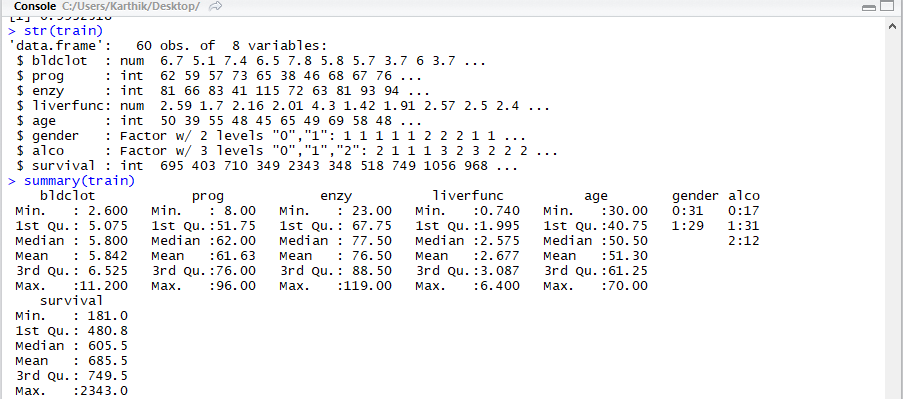 Console C:/Users/Karthik/Desktop/
> str(train)
'data.frame':   60 obs. of  8 variables:
 $ bldclot  : num  6.7 5.1 7.4 6.5 7.8 5.8 5.7 3.7 6 3.7 ...
 $ prog     : int  62 59 57 73 65 38 46 68 67 76 ...
 $ enzy     : int  81 66 83 41 115 72 63 81 93 94 ...
 $ liverfunc: num  2.59 1.7 2.16 2.01 4.3 1.42 1.91 2.57 2.5 2.4 ...
 $ age      : int  50 39 55 48 45 65 49 69 58 48 ...
 $ gender   : Factor w/ 2 levels "0","1": 1 1 1 1 1 2 2 2 1 1 ...
 $ alco     : Factor w/ 3 levels "0","1","2": 2 1 1 1 3 2 3 2 2 2 ...
 $ survival : int  695 403 710 349 2343 348 518 749 1056 968 ...
> summary(train)
    bldclot            prog            enzy          liverfunc          age        gender alco
 Min.   : 2.600   Min.   : 8.00   Min.   : 23.00   Min.   :0.740   Min.   :30.00   0:31   0:17
 1st Qu.: 5.075   1st Qu.:51.75   1st Qu.: 67.75   1st Qu.:1.995   1st Qu.:40.75   1:29   1:31
 Median : 5.800   Median :62.00   Median : 77.50   Median :2.575   Median :50.50          2:12
 Mean   : 5.842   Mean   :61.63   Mean   : 76.50   Mean   :2.677   Mean   :51.30
 3rd Qu.: 6.525   3rd Qu.:76.00   3rd Qu.: 88.50   3rd Qu.:3.087   3rd Qu.:61.25
 Max.   :11.200   Max.   :96.00   Max.   :119.00   Max.   :6.400   Max.   :70.00
    survival
 Min.   : 181.0
 1st Qu.: 480.8
 Median : 605.5
 Mean   : 685.5
 3rd Qu.: 749.5
 Max.   :2343.0